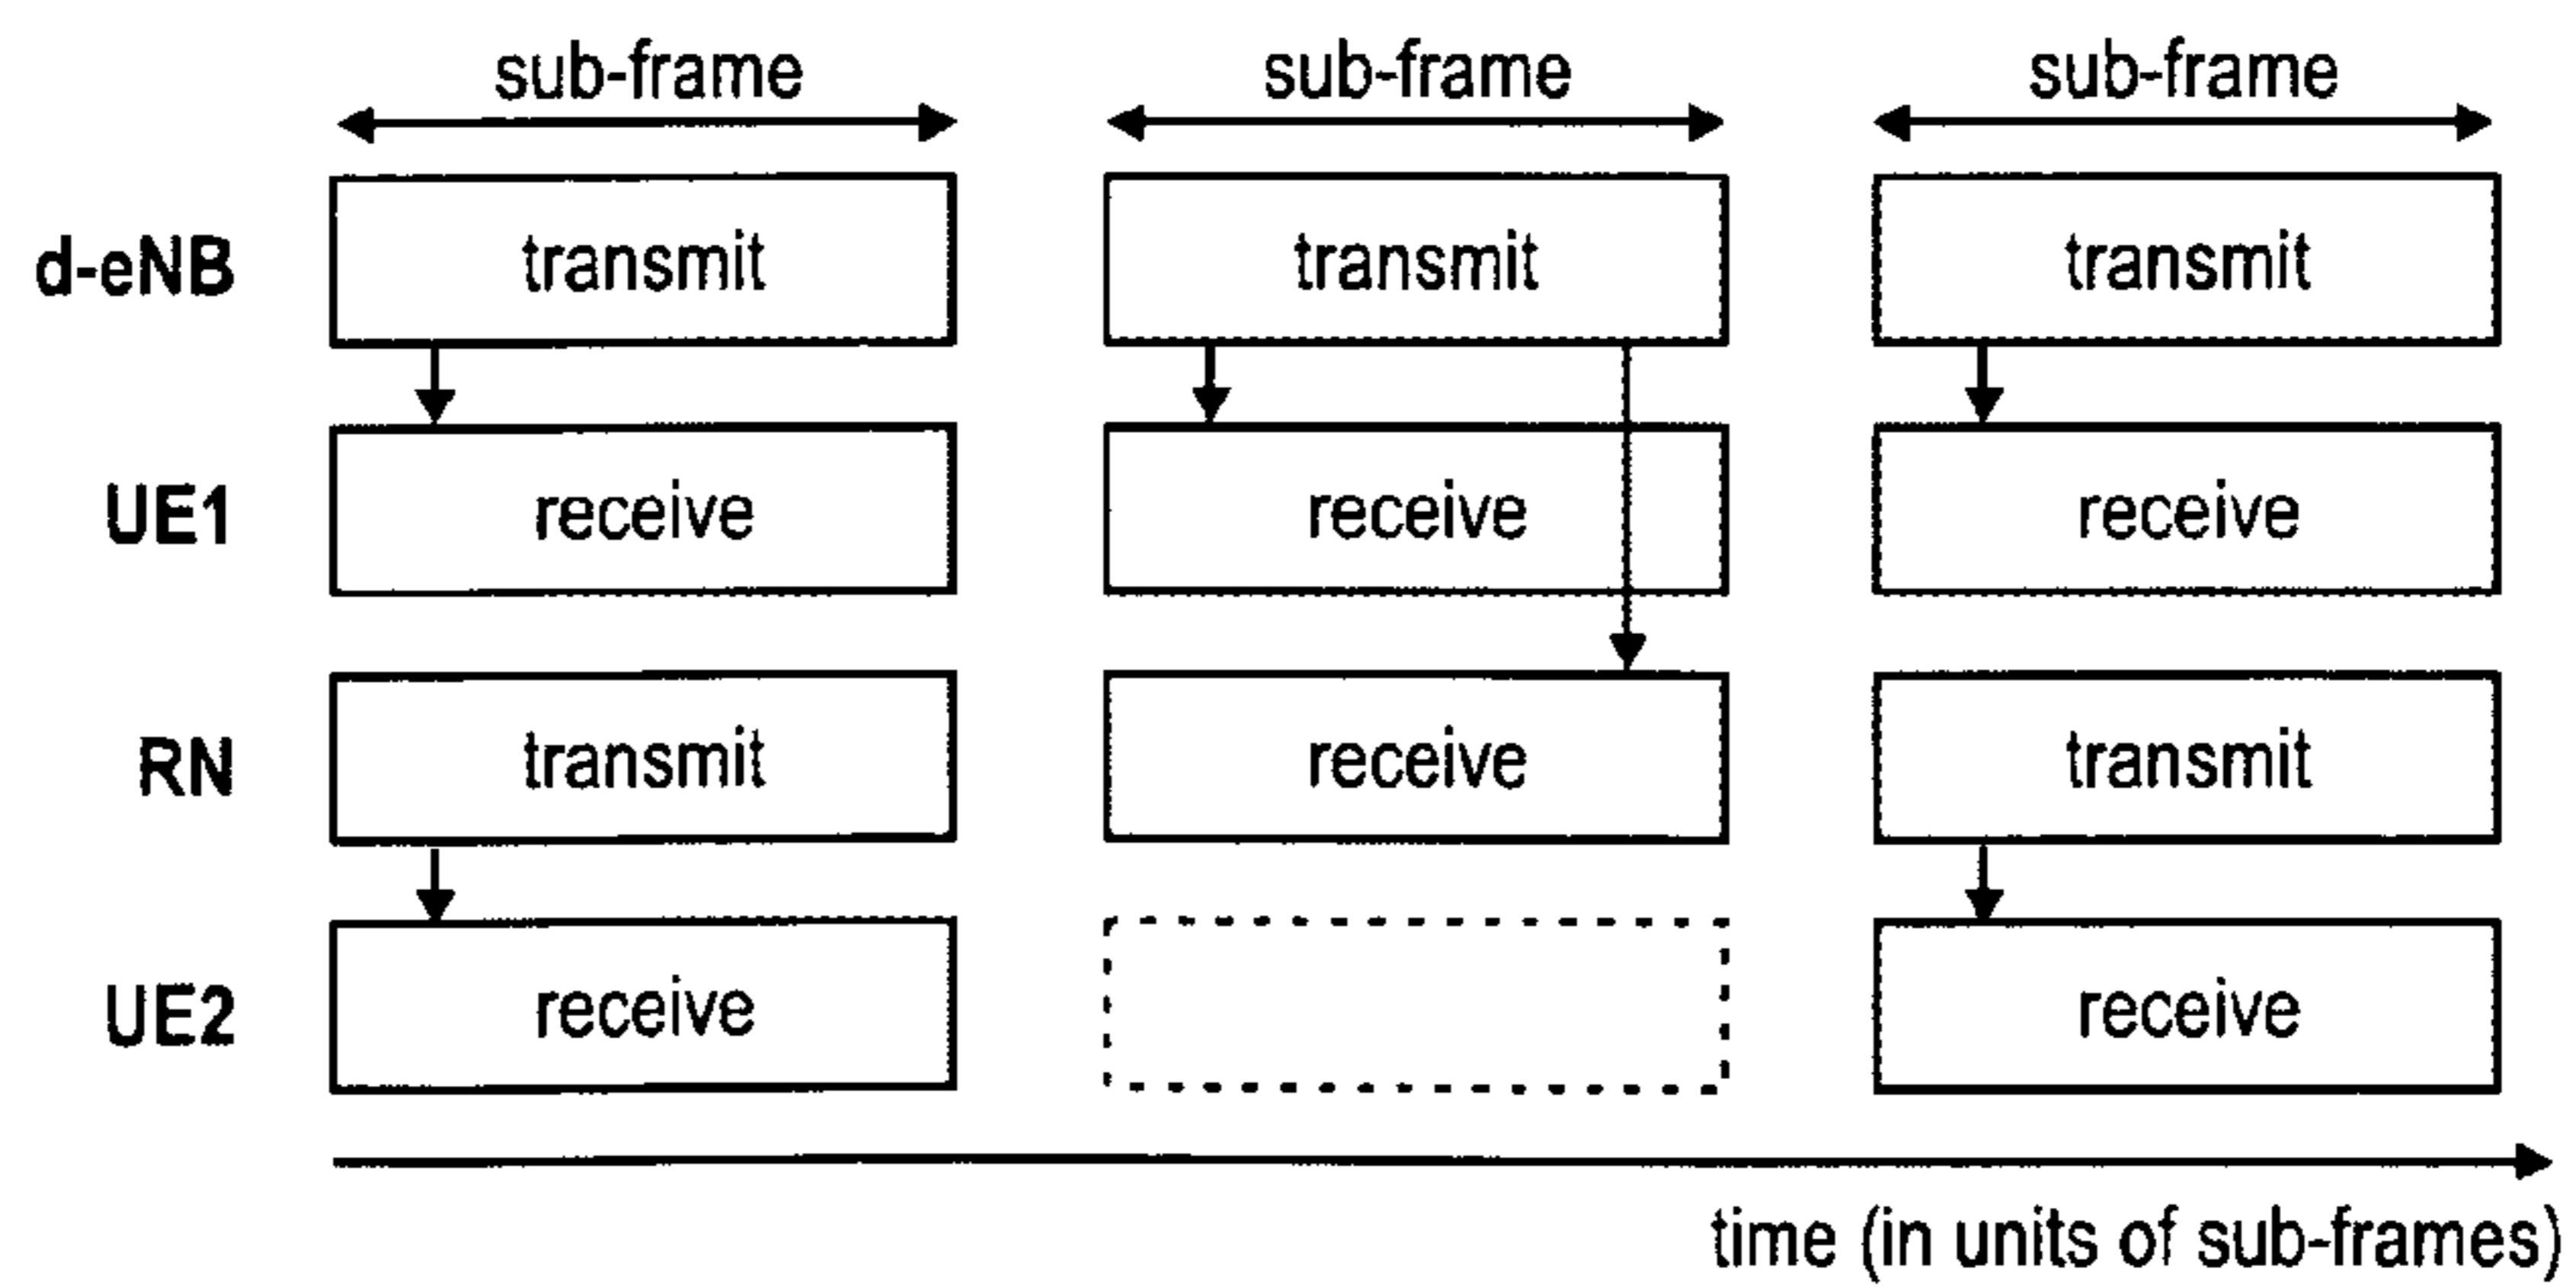 sub-frame sub-frame sub-frame
d-eNB transmit transmit transmit
UE1 receive receive receive
RN transmit receive transmit
UE2 receive receive
time (in units of sub-frames)